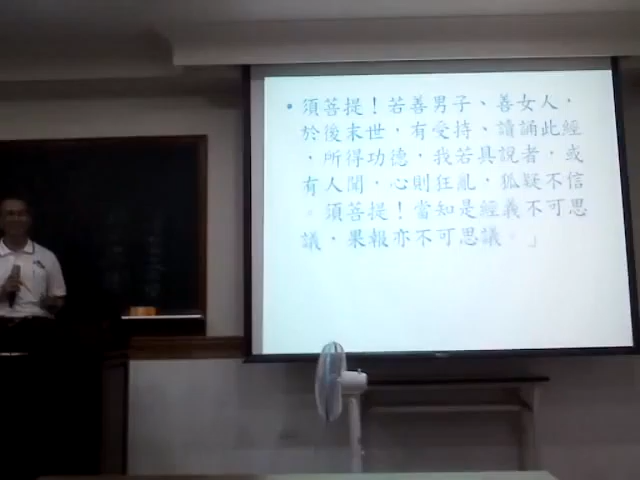 • 須菩提！若善男子、善女人，
於後末世，有受持、讀誦此經
，所得功德，我若具說者，或
有人聞，心則狂亂，狐疑不信
。須菩提！當知是經義不可思
議，果報亦不可思議。」